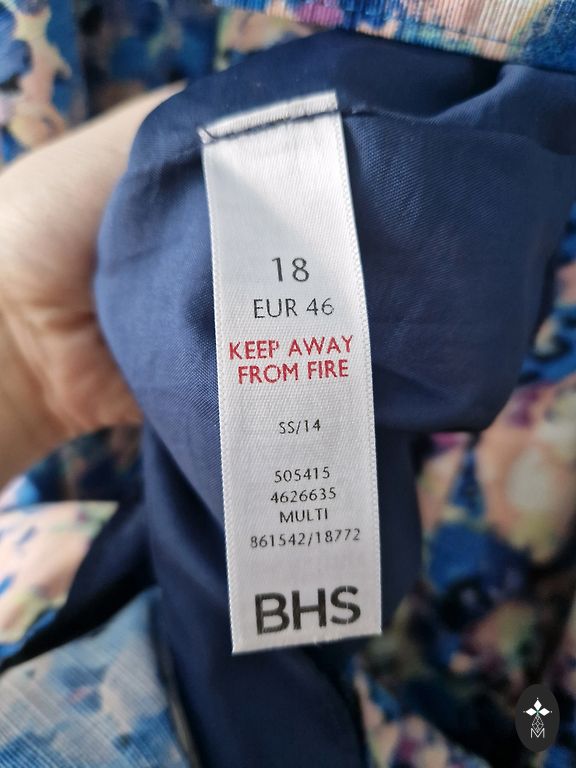 18
EUR 46
KEEP AWAY
FROM FIRE
SS/14
505415
4626635
MULTI
861542/18772
BHS
M